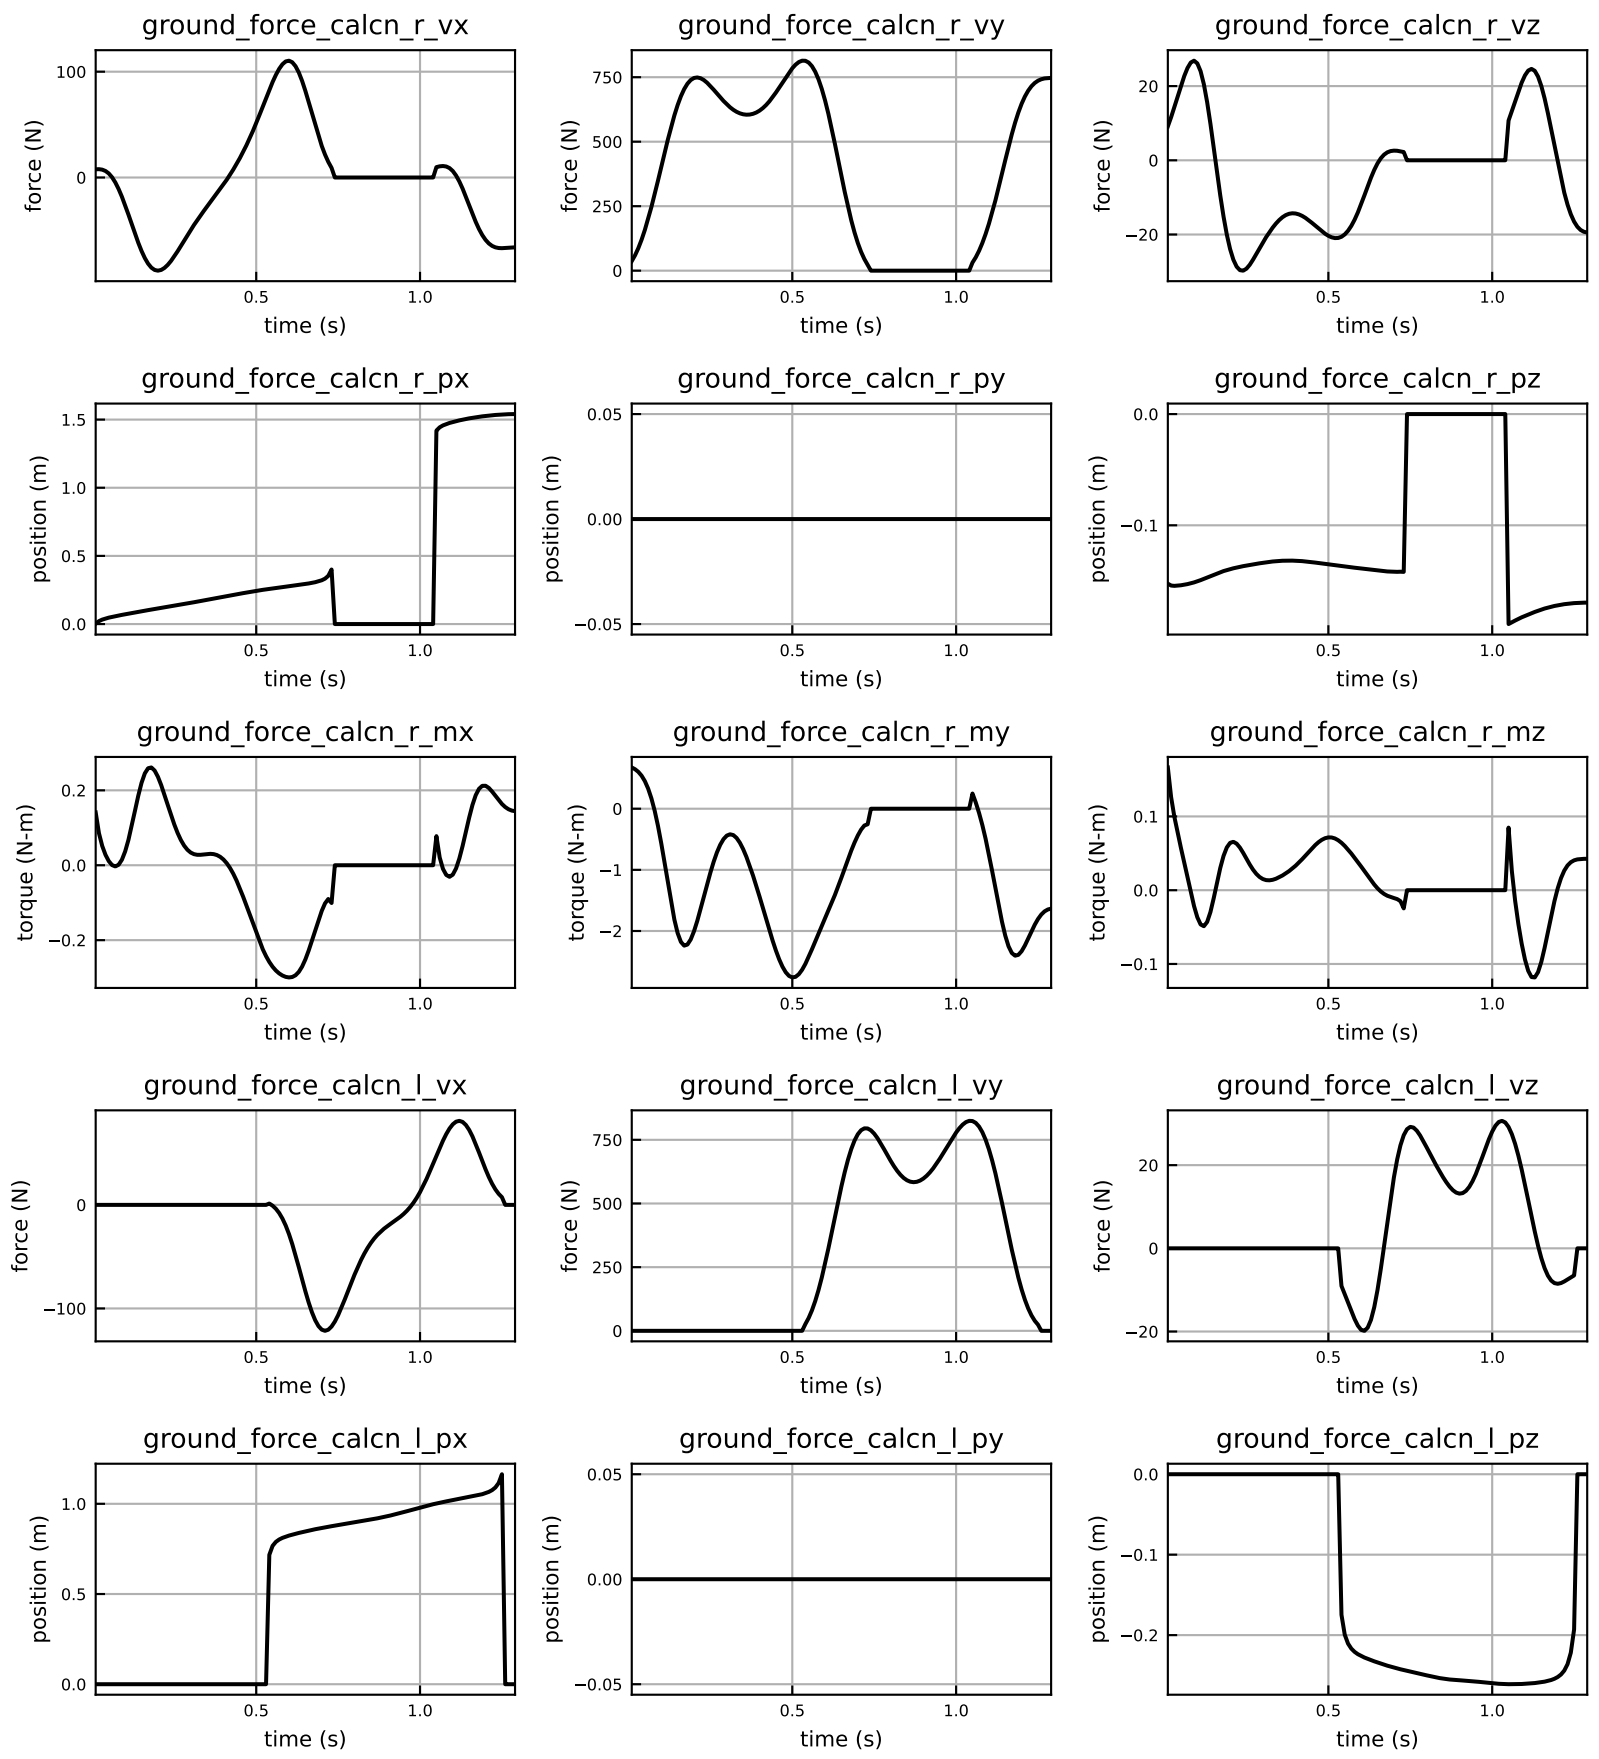 ground_force_calcn_r_vx
ground_force_calcn_r_vy
ground_force_calcn_r_vz
force (N)
100
0
0.5
1.0
time (s)
force (N)
750
500
250
0
0.5
1.0
time (s)
force (N)
20
0
−20
0.5
1.0
time (s)
ground_force_calcn_r_px
ground_force_calcn_r_py
ground_force_calcn_r_pz
position (m)
1.5
1.0
0.5
0.0
0.5
1.0
time (s)
position (m)
0.05
0.00
−0.05
0.5
1.0
time (s)
position (m)
0.0
−0.1
0.5
1.0
time (s)
ground_force_calcn_r_mx
ground_force_calcn_r_my
ground_force_calcn_r_mz
torque (N-m)
0.2
0.0
−0.2
0.5
1.0
time (s)
torque (N-m)
0
−1
−2
0.5
1.0
time (s)
torque (N-m)
0.1
0.0
−0.1
0.5
1.0
time (s)
ground_force_calcn_l_vx
ground_force_calcn_l_vy
ground_force_calcn_l_vz
force (N)
0
−100
0.5
1.0
time (s)
force (N)
750
500
250
0
0.5
1.0
time (s)
force (N)
20
0
−20
0.5
1.0
time (s)
ground_force_calcn_l_px
ground_force_calcn_l_py
ground_force_calcn_l_pz
position (m)
1.0
0.5
0.0
0.5
1.0
time (s)
position (m)
0.05
0.00
−0.05
0.5
1.0
time (s)
position (m)
0.0
−0.1
−0.2
0.5
1.0
time (s)